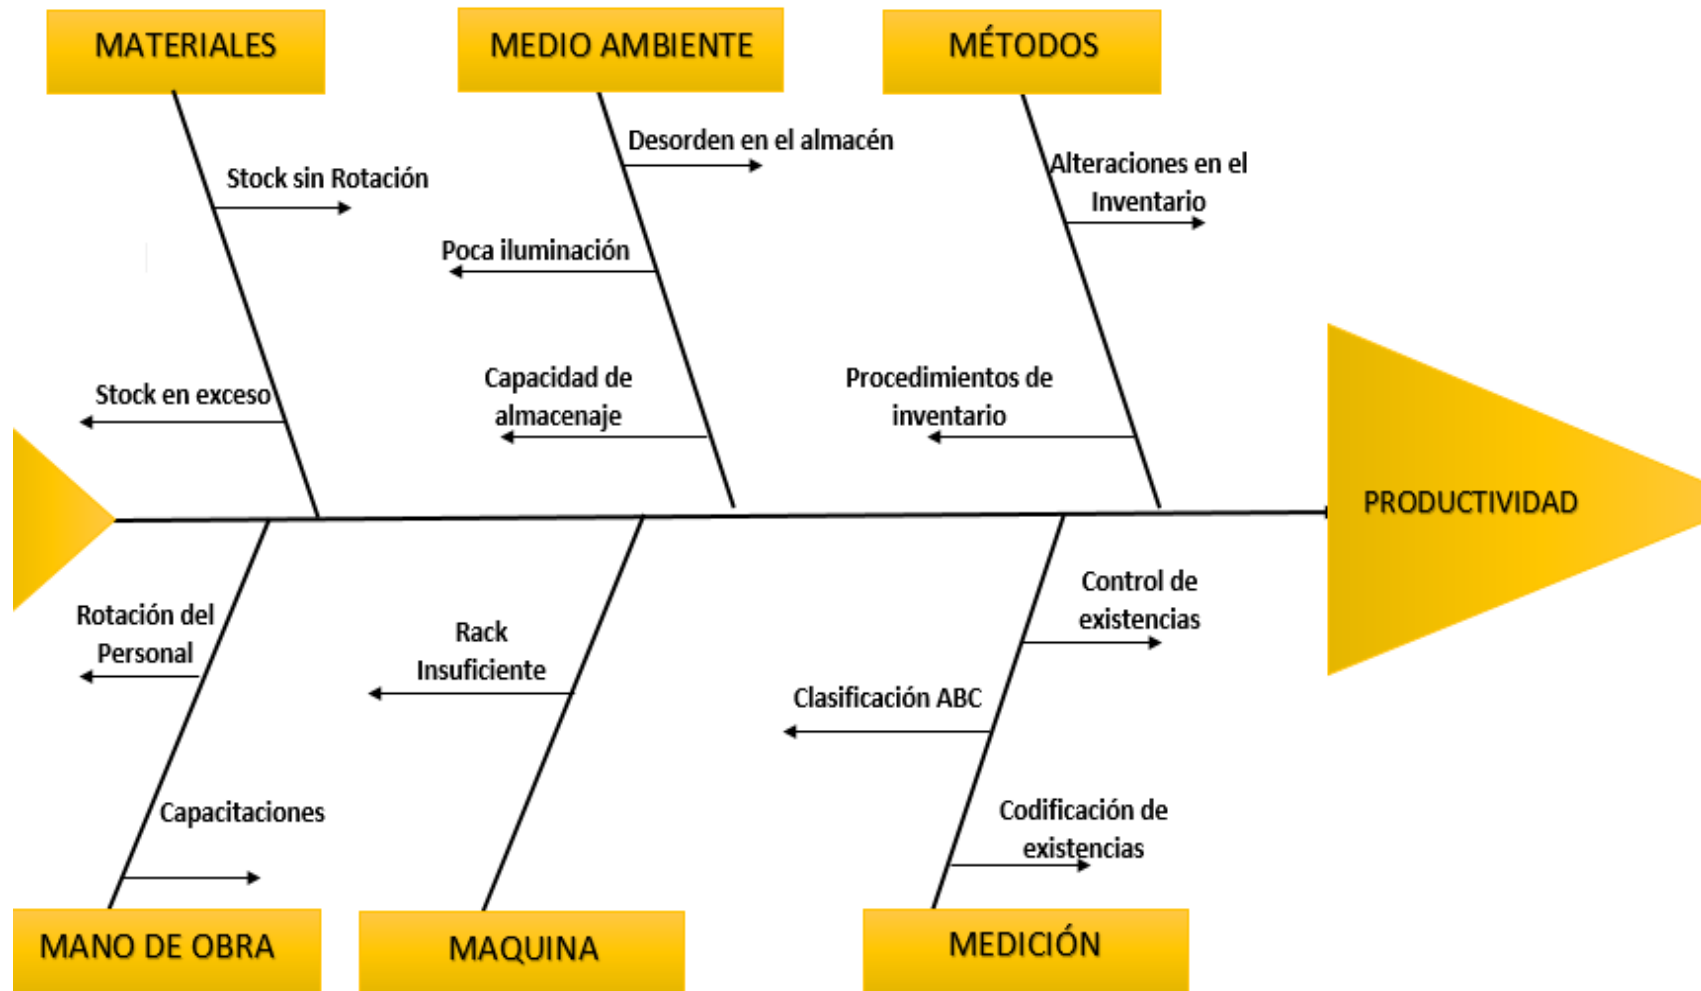 MATERIALES
MEDIO AMBIENTE
MÉTODOS
Desorden en el almacén
Stock sin Rotación
Alteraciones en el
Inventario
Poca iluminación
Stock en exceso
Capacidad de
almacenaje
Procedimientos de
inventario
PRODUCTIVIDAD
Rotación del
Personal
Rack
Insuficiente
Control de
existencias
Clasificación ABC
Capacitaciones
Codificación de
existencias
MANO DE OBRA
MAQUINA
MEDICIÓN